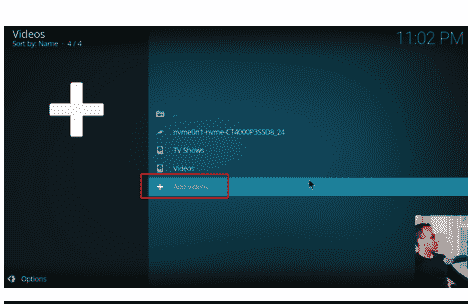 Videos
Sort by: Name · 4 / 4
11:02 PM
..
nvme0n1-nvme-CT4000P3SSD8_24
TV Shows
Videos
Add videos...
Options